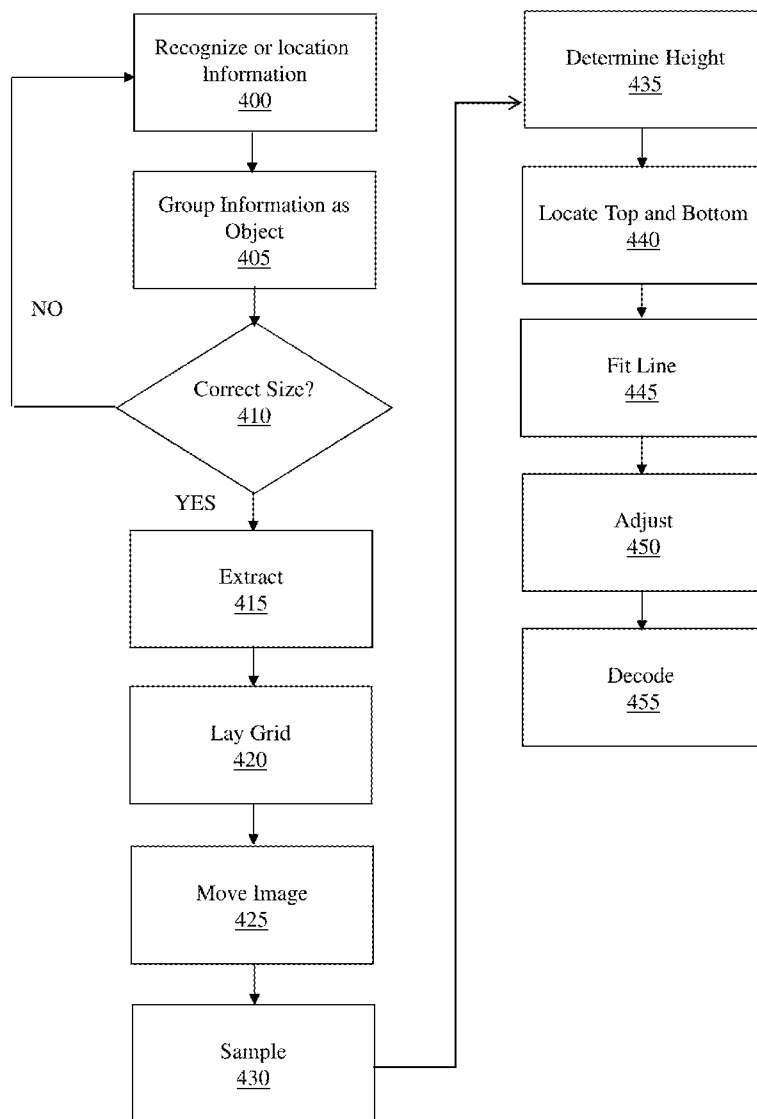 Recognize or location
Information
400
Group Information as
Object
405
NO
Correct Size?
410
YES
Extract
415
Lay Grid
420
Move Image
425
Sample
430
Determine Height
435
Locate Top and Bottom
440
Fit Line
445
Adjust
450
Decode
455